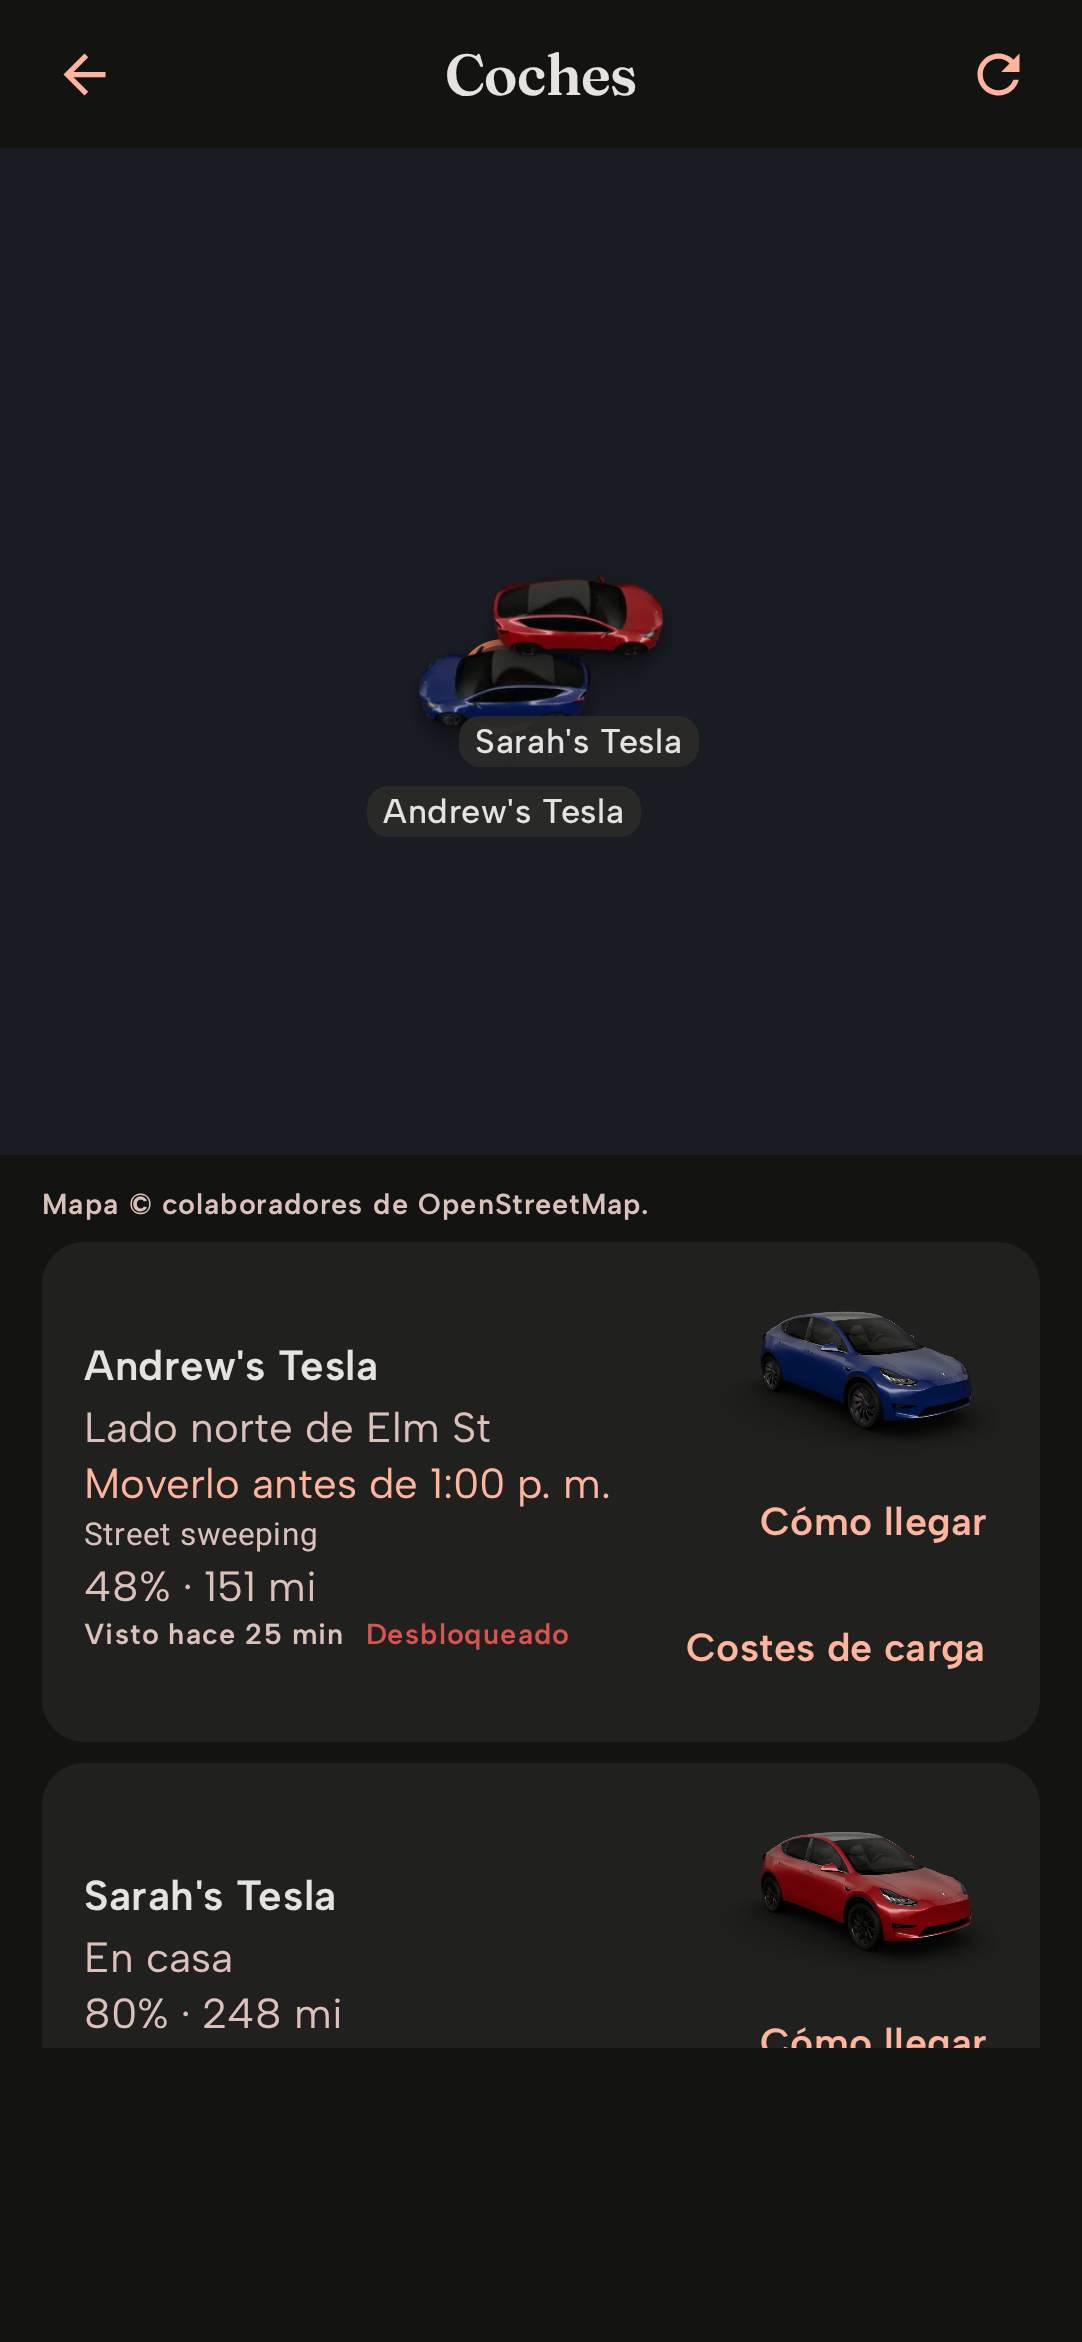 Coches
Sarah's Tesla
Andrew's Tesla
Mapa © colaboradores de OpenStreetMap.
Andrew's Tesla
Lado norte de Elm St
Moverlo antes de 1:00 p. m.
Street sweeping
48% · 151 mi
Visto hace 25 min Desbloqueado
Cómo llegar
Costes de carga
Sarah's Tesla
En casa
80% · 248 mi
Cómo llegar